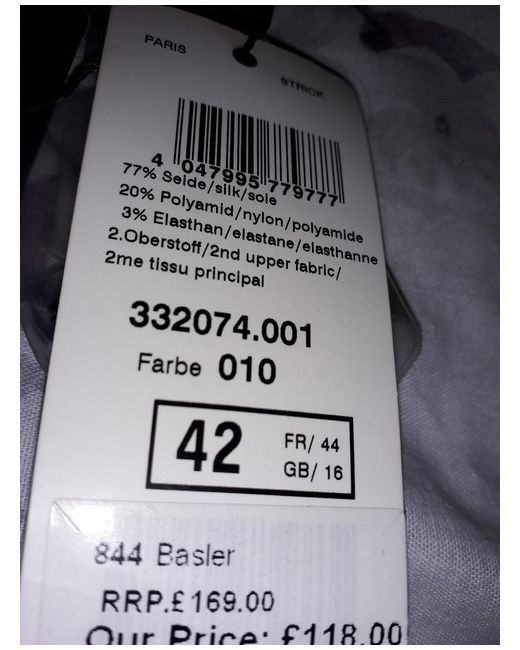 PARIS
STRICK
4 047995 779777
77% Seide/silk/soie
20% Polyamid/nylon/polyamide
3% Elasthan/elastane/elasthanne
2.Oberstoff/2nd upper fabric/
2me tissu principal
332074.001
Farbe 010
42
FR/ 44
GB/ 16
844 Basler
RRP.£169.00
Our Price: £118.00